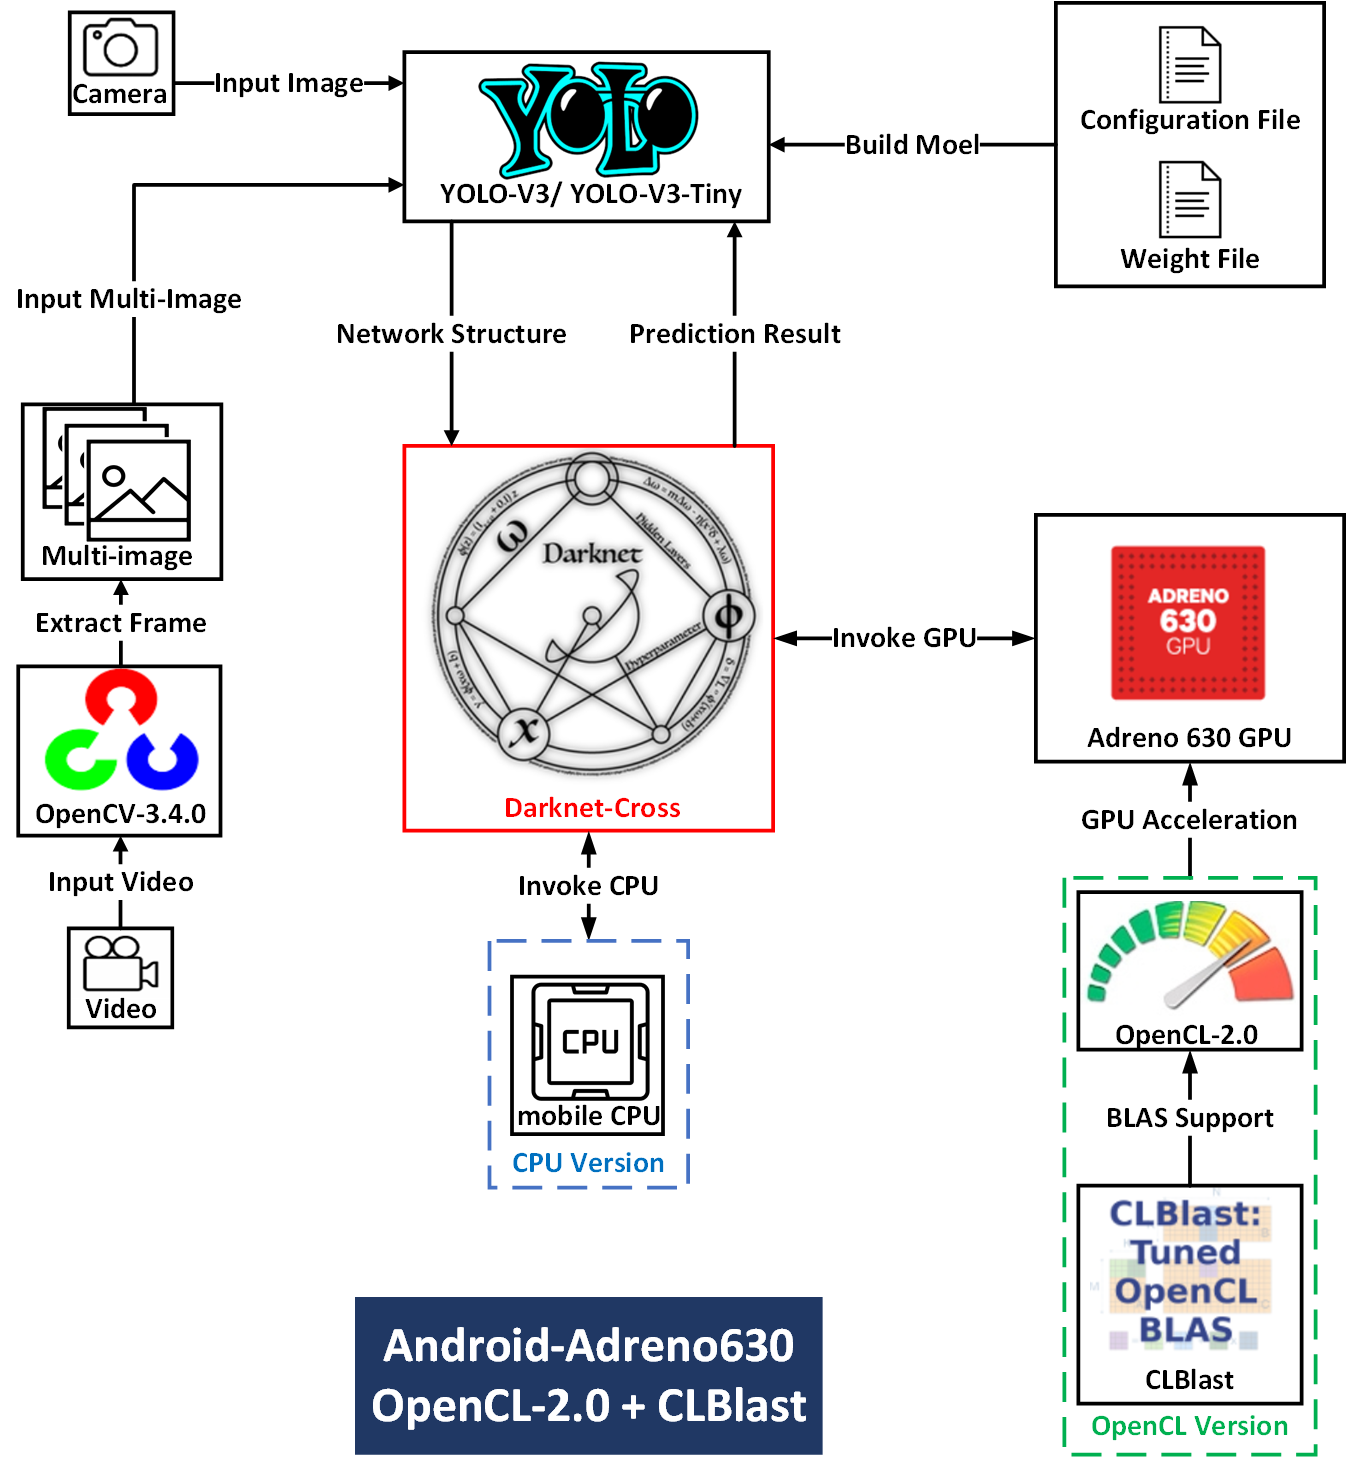 Camera
Input Image
YOLO
YOLO-V3/ YOLO-V3-Tiny
Build Moel
Configuration File
Weight File
Input Multi-Image
Network Structure
Prediction Result
Multi-image
Extract Frame
OpenCV-3.4.0
Input Video
Video
ω
Darknet
Hidden Layers
ϕ
Hyperparameter
x
Darknet-Cross
Invoke GPU
ADRENO
630
GPU
Adreno 630 GPU
GPU Acceleration
Invoke CPU
CPU
mobile CPU
CPU Version
OpenCL-2.0
BLAS Support
CLBlast:
Tuned
OpenCL
BLAS
CLBlast
OpenCL Version
Android-Adreno630
OpenCL-2.0 + CLBlast